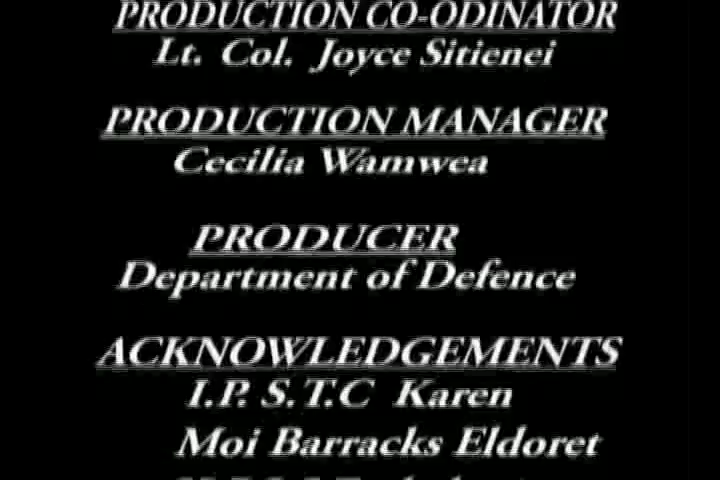 PRODUCTION CO-ODINATOR
Lt. Col. Joyce Sitienei
PRODUCTION MANAGER
Cecilia Wamwea
PRODUCER
Department of Defence
ACKNOWLEDGEMENTS
I.P. S.T.C Karen
Moi Barracks Eldoret